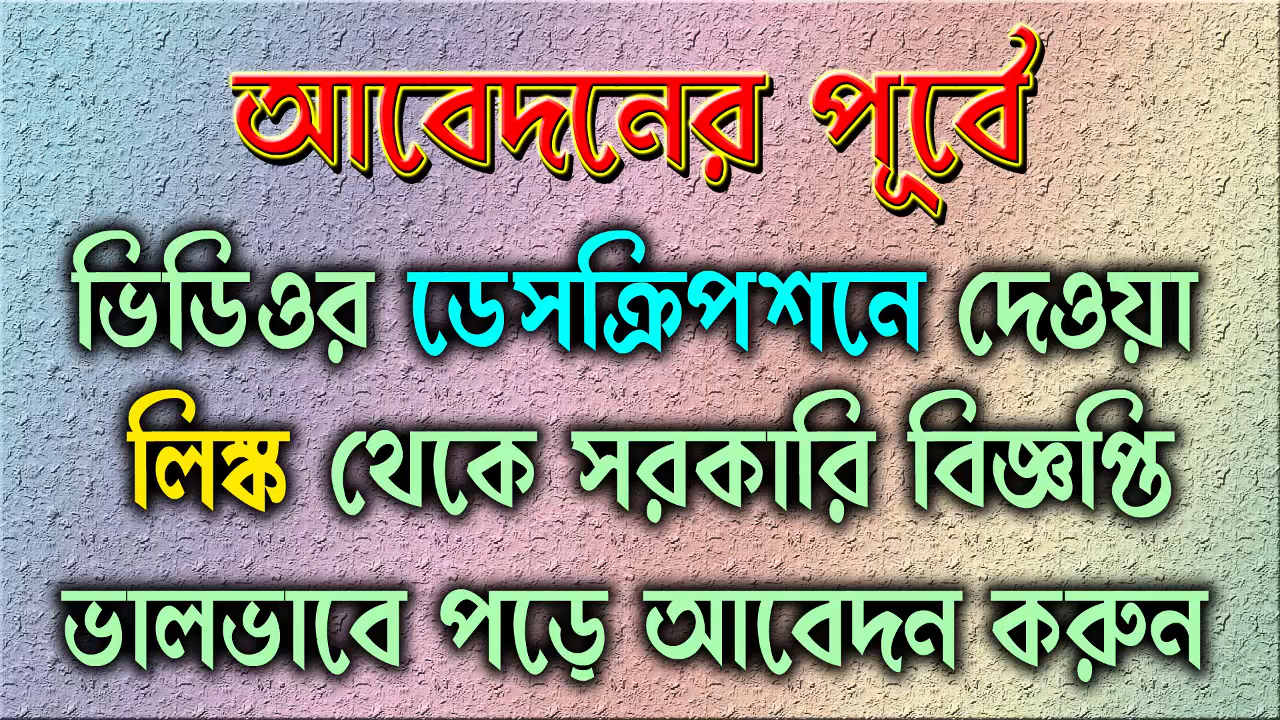 আবেদনের পূর্বে
ভিডিওর ডেসক্রিপশনে দেওয়া
লিঙ্ক থেকে সরকারি বিজ্ঞপ্তি
ভালভাবে পড়ে আবেদন করুন